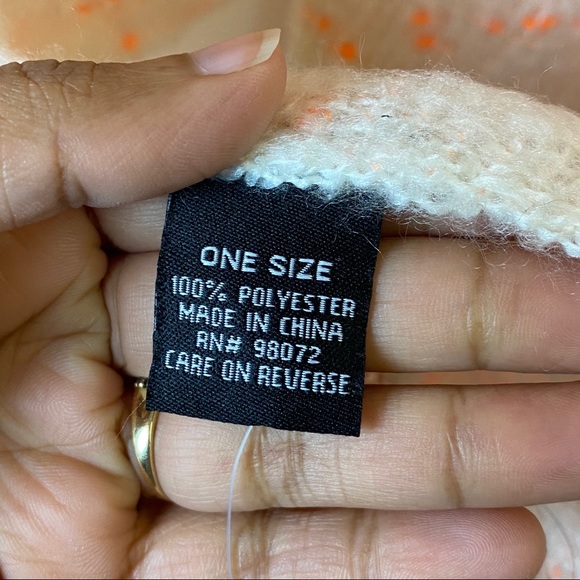 ONE SIZE
100% POLYESTER
MADE IN CHINA
RN# 98072
CARE ON REVERSE